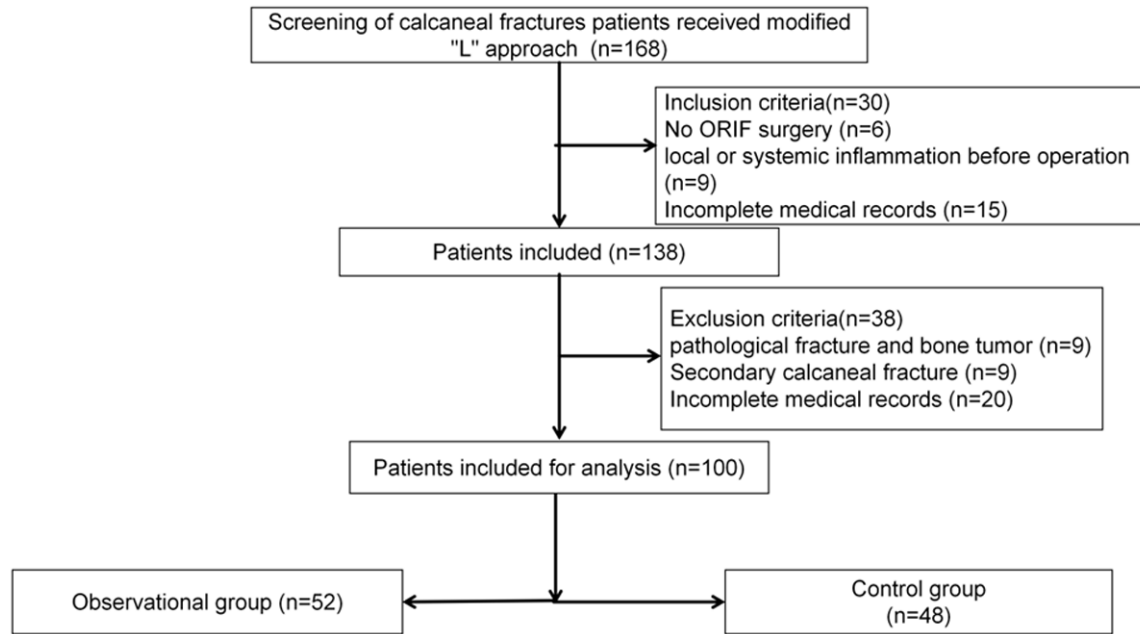 Screening of calcaneal fractures patients received modified
"L" approach (n=168)
Inclusion criteria(n=30)
No ORIF surgery (n=6)
local or systemic inflammation before operation
(n=9)
Incomplete medical records (n=15)
Patients included (n=138)
Exclusion criteria(n=38)
pathological fracture and bone tumor (n=9)
Secondary calcaneal fracture (n=9)
Incomplete medical records (n=20)
Patients included for analysis (n=100)
Observational group (n=52)
Control group
(n=48)